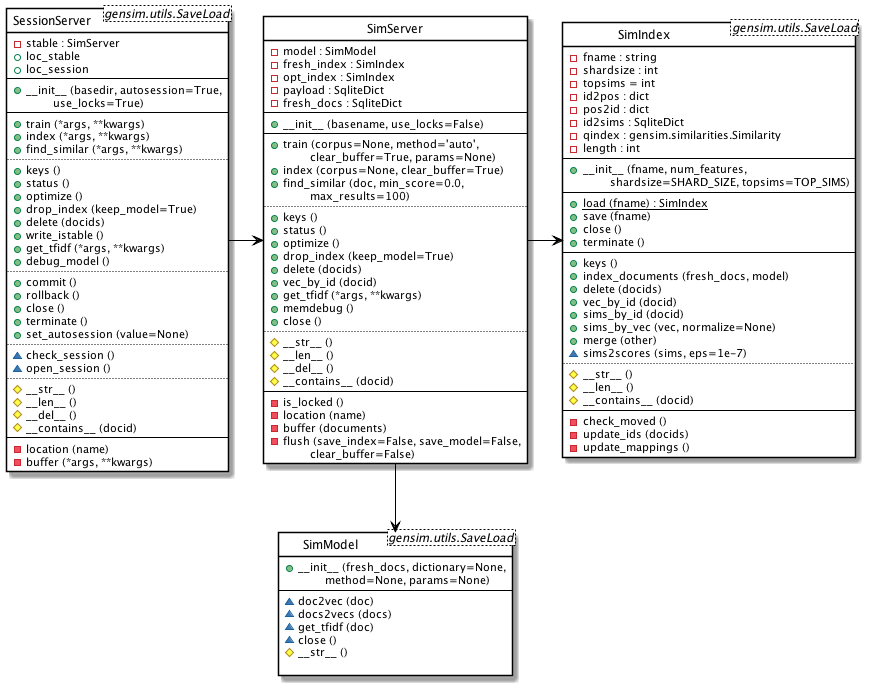 SessionServer
gensim.utils.SaveLoad
stable : SimServer
loc_stable
loc_session
__init__ (basedir, autosession=True,
use_locks=True)
train (*args, **kwargs)
index (*args, **kwargs)
find_similar (*args, **kwargs)
keys ()
status ()
optimize ()
drop_index (keep_model=True)
delete (docids)
write_istable ()
get_tfidf (*args, **kwargs)
debug_model ()
commit ()
rollback ()
close ()
terminate ()
set_autosession (value=None)
check_session ()
open_session ()
__str__ ()
__len__ ()
__del__ ()
__contains__ (docid)
location (name)
buffer (*args, **kwargs)
SimServer
model : SimModel
fresh_index : SimIndex
opt_index : SimIndex
payload : SqliteDict
fresh_docs : SqliteDict
__init__ (basename, use_locks=False)
train (corpus=None, method='auto',
clear_buffer=True, params=None)
index (corpus=None, clear_buffer=True)
find_similar (doc, min_score=0.0,
max_results=100)
keys ()
status ()
optimize ()
drop_index (keep_model=True)
delete (docids)
vec_by_id (docid)
get_tfidf (*args, **kwargs)
memdebug ()
close ()
__str__ ()
__len__ ()
__del__ ()
__contains__ (docid)
is_locked ()
location (name)
buffer (documents)
flush (save_index=False, save_model=False,
clear_buffer=False)
SimIndex
gensim.utils.SaveLoad
fname : string
shardsize : int
topsims = int
id2pos : dict
pos2id : dict
id2sims : SqliteDict
qindex : gensim.similarities.Similarity
length : int
__init__ (fname, num_features,
shardsize=SHARD_SIZE, topsims=TOP_SIMS)
load (fname) : SimIndex
save (fname)
close ()
terminate ()
keys ()
index_documents (fresh_docs, model)
delete (docids)
vec_by_id (docid)
sims_by_id (docid)
sims_by_vec (vec, normalize=None)
merge (other)
sims2scores (sims, eps=1e-7)
__str__ ()
__len__ ()
__contains__ (docid)
check_moved ()
update_ids (docids)
update_mappings ()
SimModel
gensim.utils.SaveLoad
__init__ (fresh_docs, dictionary=None,
method=None, params=None)
doc2vec (doc)
docs2vecs (docs)
get_tfidf (doc)
close ()
__str__ ()